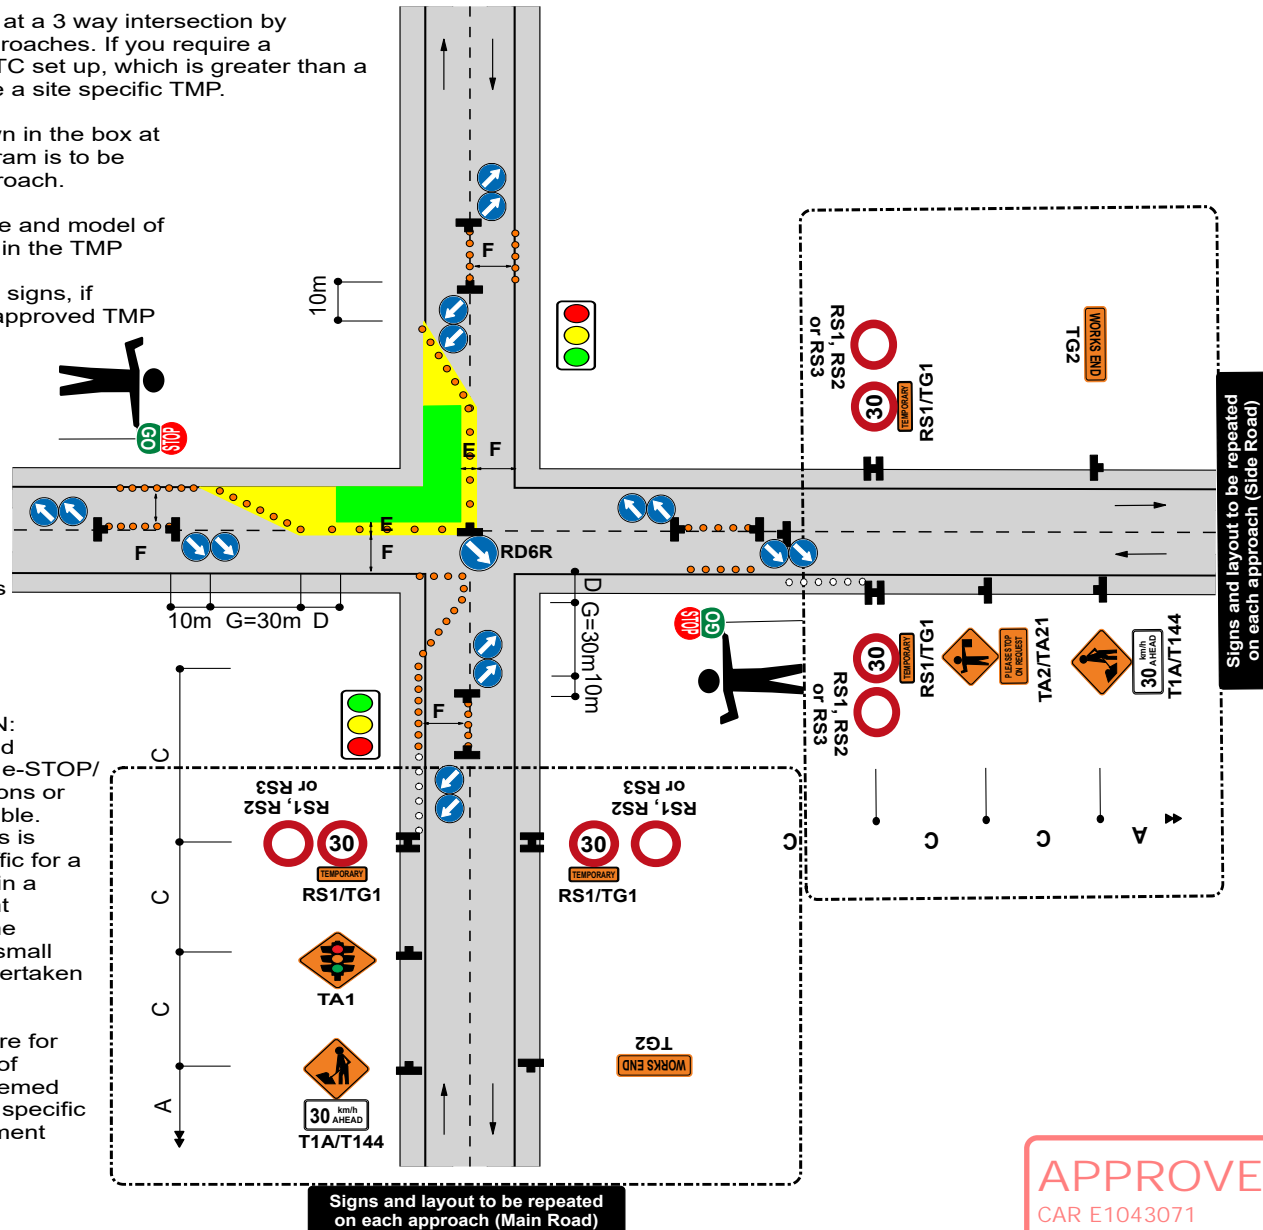 at a 3 way intersection by
roaches. If you require a
TC set up, which is greater than a
e a site specific TMP.
n in the box at
ram is to be
roach.
e and model of
in the TMP
signs, if
approved TMP
10m
F
GO
STOP
E
F
E
F
F
RD6R
s
10m
G=30m
D
D
G=30m
10m
F
RS1, RS2
or RS3
30
TEMPORARY
RS1/TG1
WORKS END
TG2
Signs and layout to be repeated
on each approach (Side Road)
STOP
GO
30
TEMPORARY
RS1/TG1
RS1, RS2
or RS3
PLEASE STOP
ON REQUEST
TA2/TA21
30 km/h
AHEAD
T1A/T144
C
C
C
A
N:
d
e-STOP/
ons or
ble.
s is
fic for a
in a
nt
ne
small
ertaken
re for
of
emed
specific
ment
C
C
C
A
RS1, RS2
or RS3
30
TEMPORARY
RS1/TG1
RS1, RS2
or RS3
30
TEMPORARY
RS1/TG1
TA1
30 km/h
AHEAD
T1A/T144
TG2
WORKS END
Signs and layout to be repeated
on each approach (Main Road)
APPROVE
CAR E1043071